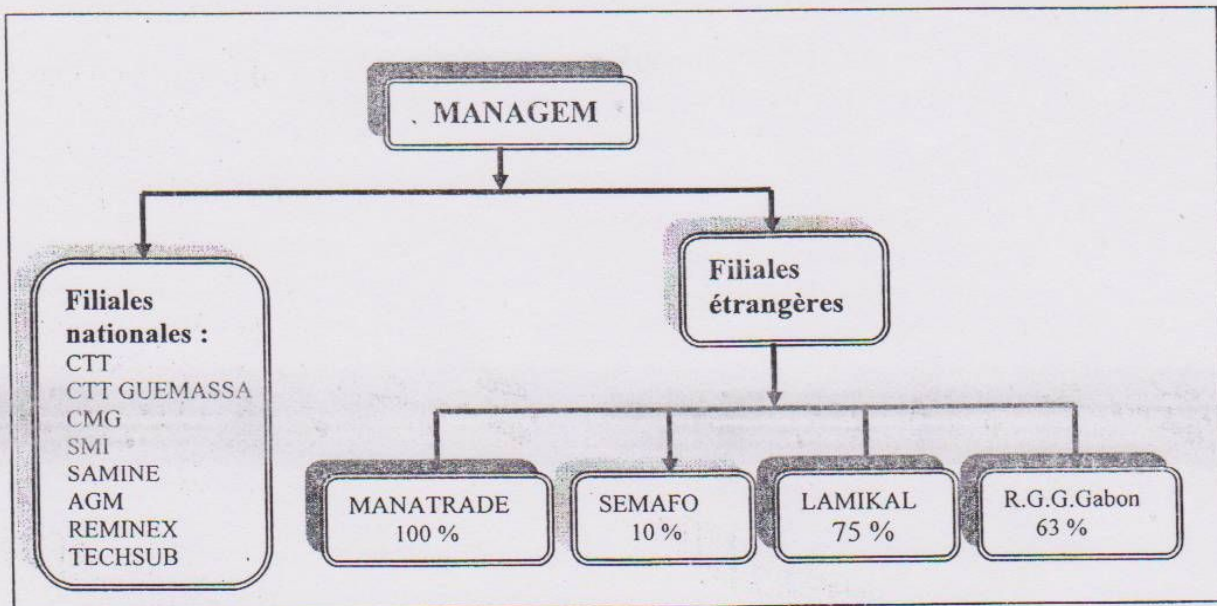 MANAGEM
Filiales
nationales :
CTT
CTT GUEMASSA
CMG
SMI
SAMINE
AGM
REMINEX
TECHSUB
Filiales
étrangères
MANATRADE
100 %
SEMAFO
10 %
LAMIKAL
75 %
R.G.G.Gabon
63 %